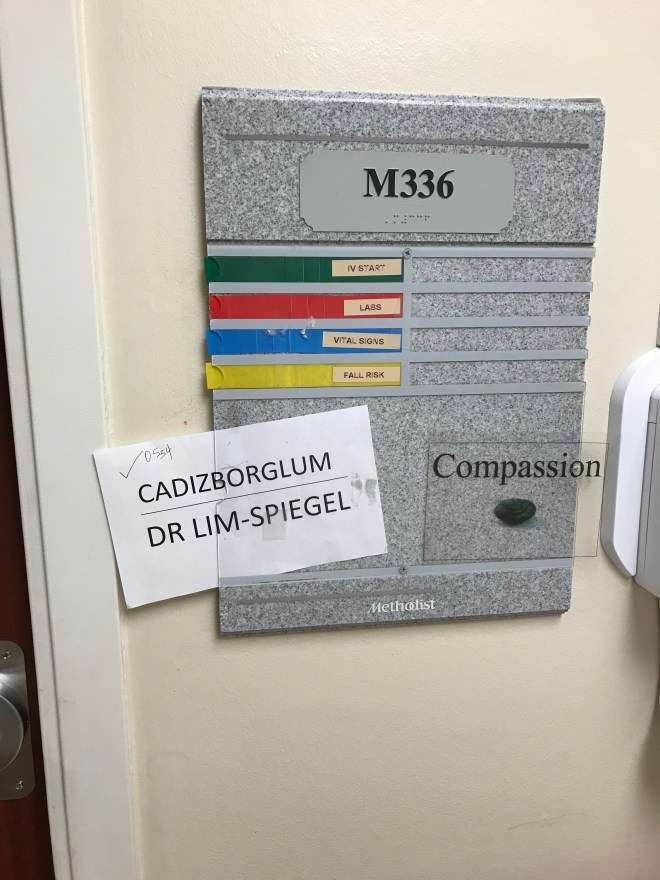 M336
IV START
LABS
VITAL SIGNS
FALL RISK
0554
CADIZBORGLUM
DR LIM-SPIEGEL
Compassion
Methodist